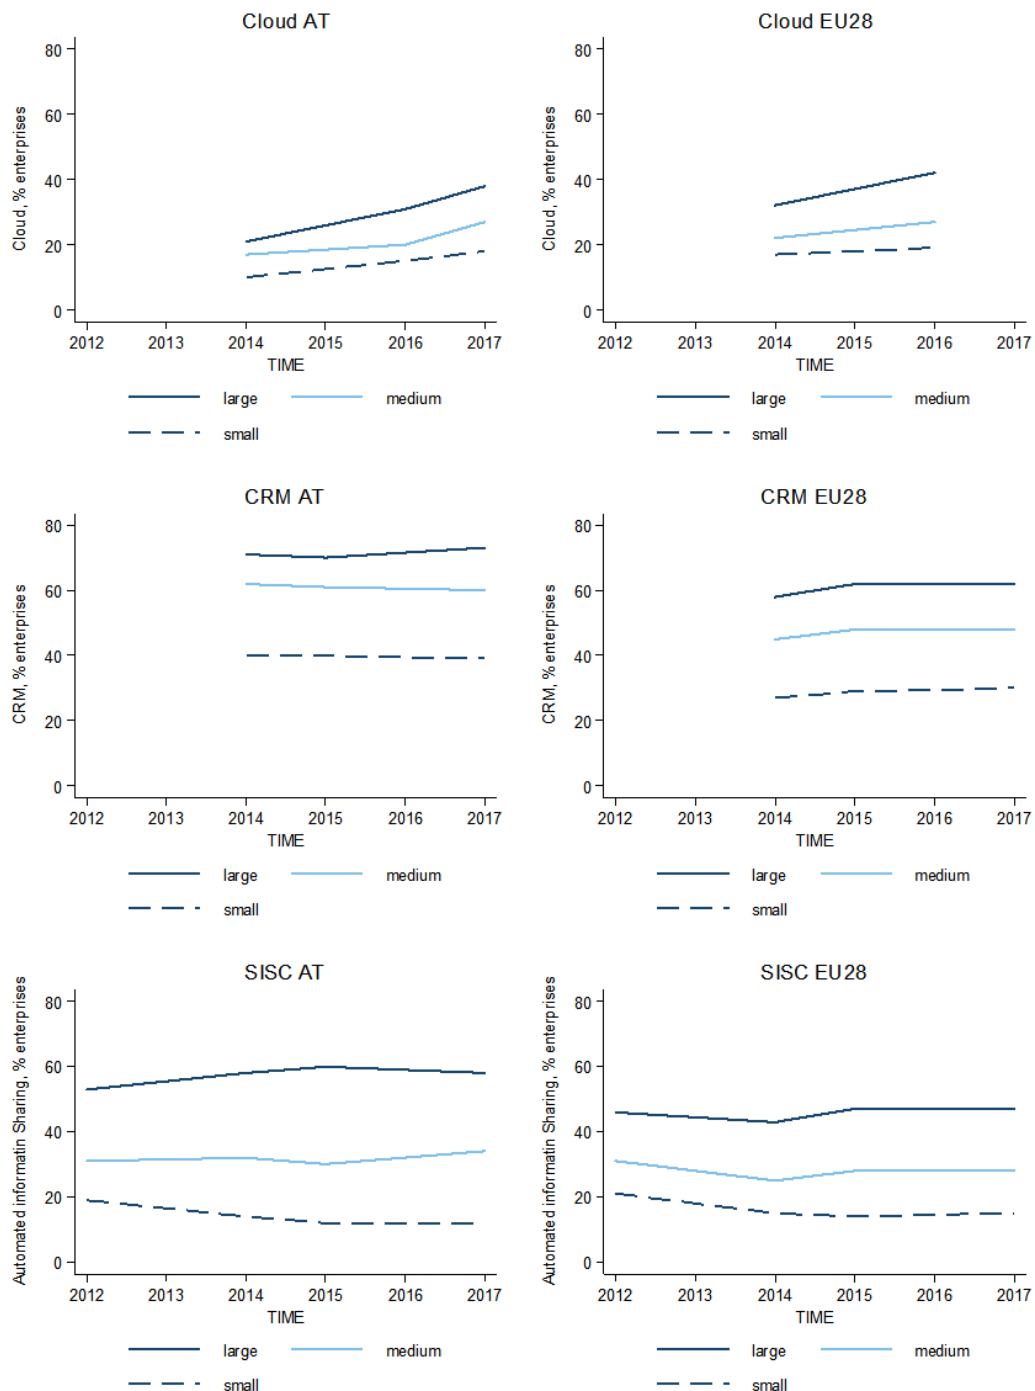 Cloud AT
Cloud, % enterprises
80
60
40
20
0
2012 2013 2014 2015 2016 2017
TIME
large medium
small
Cloud EU28
Cloud, % enterprises
80
60
40
20
0
2012 2013 2014 2015 2016 2017
TIME
large medium
small
CRM AT
CRM, % enterprises
80
60
40
20
0
2012 2013 2014 2015 2016 2017
TIME
large medium
small
CRM EU28
CRM, % enterprises
80
60
40
20
0
2012 2013 2014 2015 2016 2017
TIME
large medium
small
SISC AT
Automated informatin Sharing, % enterprises
80
60
40
20
0
2012 2013 2014 2015 2016 2017
TIME
large medium
small
SISC EU28
Automated informatin Sharing, % enterprises
80
60
40
20
0
2012 2013 2014 2015 2016 2017
TIME
large medium
small